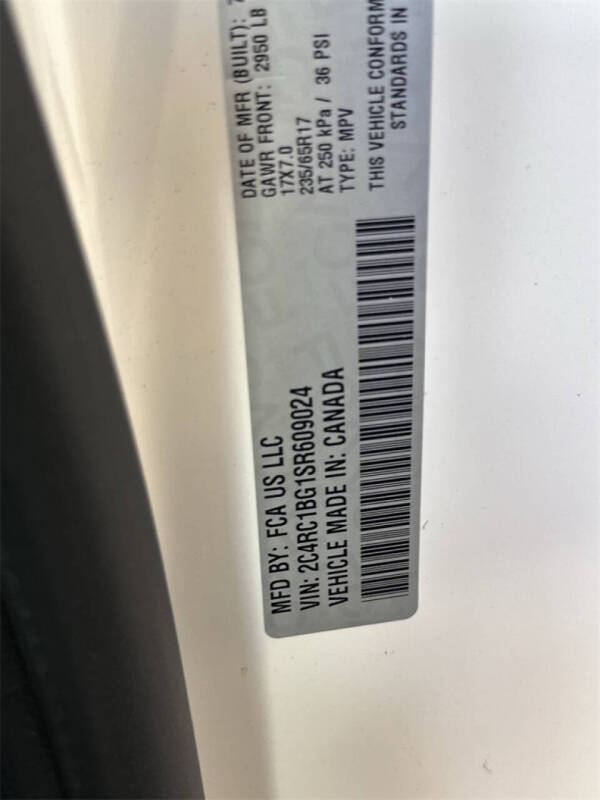 MFD BY: FCA US LLC
VIN: 2C4RC1BG1SR609024
VEHICLE MADE IN: CANADA
DATE OF MFR (BUILT):
GAWR FRONT: 2950 LB
17X7.0
235/65R17
AT 250 kPa / 36 PSI
TYPE: MPV
THIS VEHICLE CONFORM
STANDARDS IN